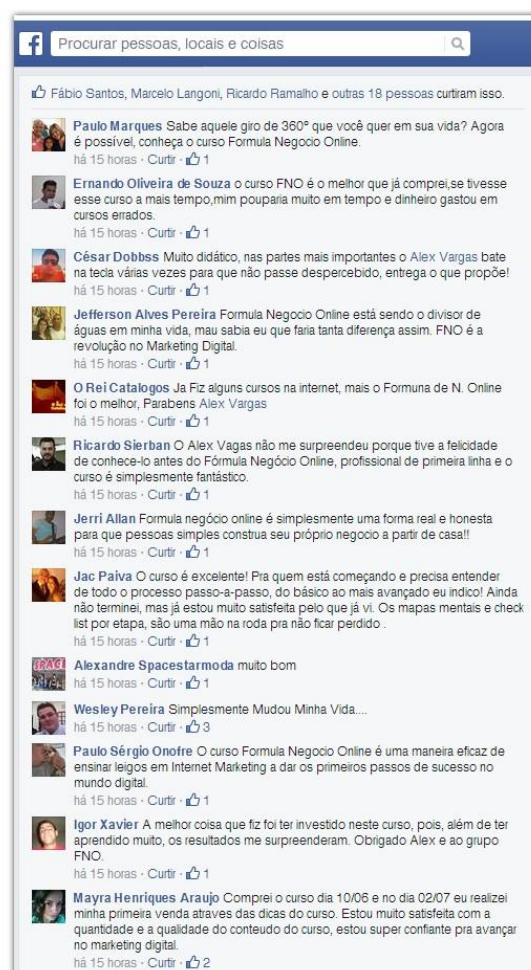 f
Procurar pessoas, locais e coisas
Fábio Santos, Marcelo Langoni, Ricardo Ramalho e outras 18 pessoas curtiram isso.
Paulo Marques Sabe aquele giro de 360º que você quer em sua vida? Agora
é possível, conheça o curso Formula Negocio Online.
há 15 horas · Curtir · 1
Ernando Oliveira de Souza o curso FNO é o melhor que já comprei,se tivesse
esse curso a mais tempo,mim pouparia muito em tempo e dinheiro gastou em
cursos errados.
há 15 horas · Curtir · 1
César Dobbss Muito didático, nas partes mais importantes o Alex Vargas bate
na tecla várias vezes para que não passe despercebido, entrega o que propõe!
há 15 horas · Curtir · 1
Jefferson Alves Pereira Formula Negocio Online está sendo o divisor de
águas em minha vida, mau sabia eu que faria tanta diferença assim. FNO é a
revolução no Marketing Digital.
há 15 horas · Curtir · 1
O Rei Catalogos Ja Fiz alguns cursos na internet, mais o Formuna de N. Online
foi o melhor, Parabens Alex Vargas
há 15 horas · Curtir · 1
Ricardo Sierban O Alex Vagas não me surpreendeu porque tive a felicidade
de conhece-lo antes do Fórmula Negócio Online, profissional de primeira linha e o
curso é simplesmente fantástico.
há 15 horas · Curtir · 1
Jerri Allan Formula negócio online é simplesmente uma forma real e honesta
para que pessoas simples construa seu próprio negocio a partir de casa!!
há 15 horas · Curtir · 1
Jac Paiva O curso é excelente! Pra quem está começando e precisa entender
de todo o processo passo-a-passo, do básico ao mais avançado eu indico! Ainda
não terminei, mas já estou muito satisfeita pelo que já vi. Os mapas mentais e check
list por etapa, são uma mão na roda pra não ficar perdido .
há 15 horas · Curtir · 1
Alexandre Spacestarmoda muito bom
há 15 horas · Curtir · 1
Wesley Pereira Simplesmente Mudou Minha Vida....
há 15 horas · Curtir · 3
Paulo Sérgio Onofre O curso Formula Negocio Online é uma maneira eficaz de
ensinar leigos em Internet Marketing a dar os primeiros passos de sucesso no
mundo digital.
há 15 horas · Curtir · 1
Igor Xavier A melhor coisa que fiz foi ter investido neste curso, pois, além de ter
aprendido muito, os resultados me surpreenderam. Obrigado Alex e ao grupo
FNO.
há 15 horas · Curtir · 1
Mayra Henriques Araujo Comprei o curso dia 10/06 e no dia 02/07 eu realizei
minha primeira venda atraves das dicas do curso. Estou muito satisfeita com a
quantidade e a qualidade do conteudo do curso, estou super confiante pra avançar
no marketing digital.
há 15 horas · Curtir · 2